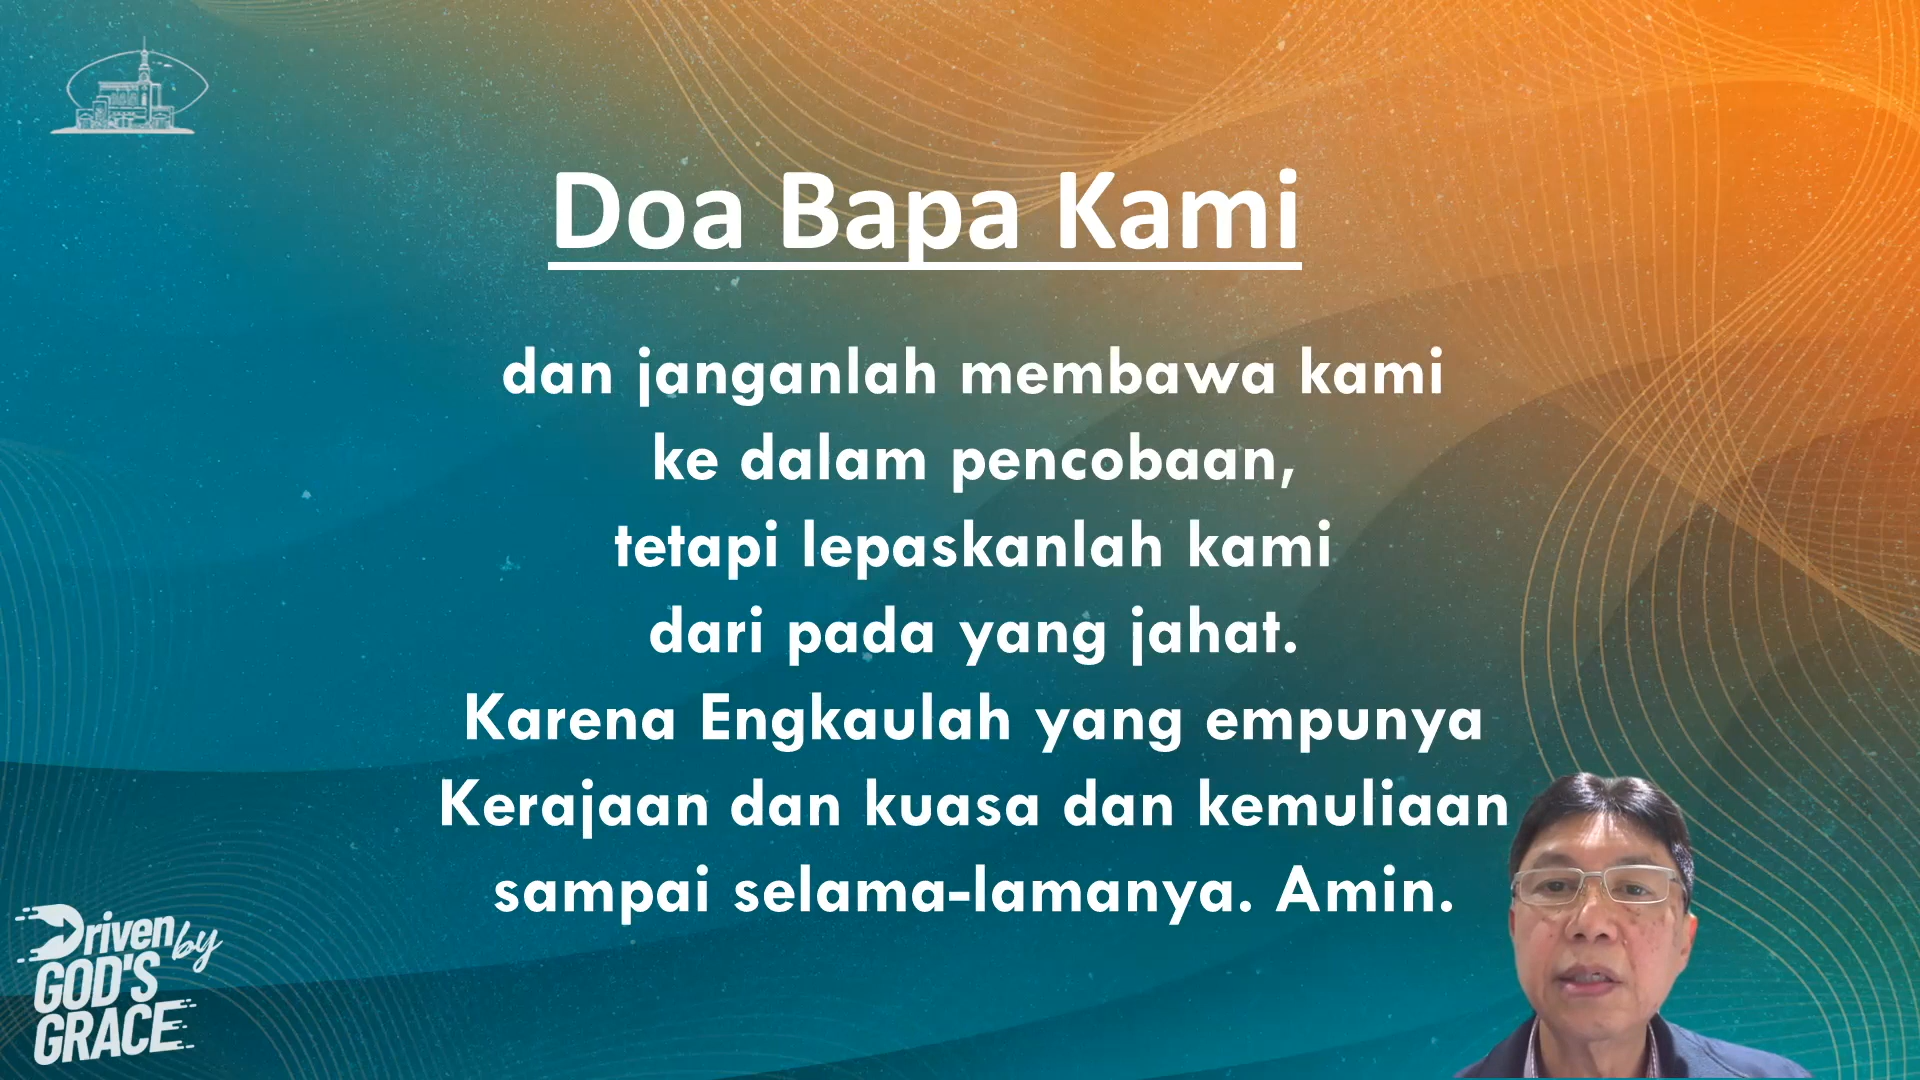 Doa Bapa Kami
dan janganlah membawa kami
ke dalam pencobaan,
tetapi lepaskanlah kami
dari pada yang jahat.
Karena Engkaulah yang empunya
Kerajaan dan kuasa dan kemuliaan
sampai selama-lamanya. Amin.
Driven by
GOD'S
GRACE